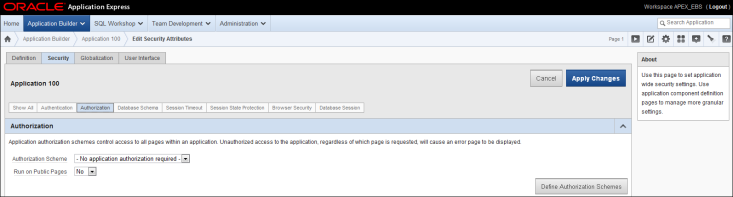 ORACLE Application Express
Workspace APEX_EBS ( Logout )
Home Application Builder SQL Workshop Team Development Administration Search Application
Application Builder Application 100 Edit Security Attributes Page 1
Definition Security Globalization User Interface
Application 100
Cancel Apply Changes
Show All Authentication Authorization Database Schema Session Timeout Session State Protection Browser Security Database Session
Authorization
Application authorization schemes control access to all pages within an application. Unauthorized access to the application, regardless of which page is requested, will cause an error page to be displayed.
Authorization Scheme - No application authorization required -
Run on Public Pages No
Define Authorization Schemes
About
Use this page to set application
wide security settings. Use
application component definition
pages to manage more granular
settings.